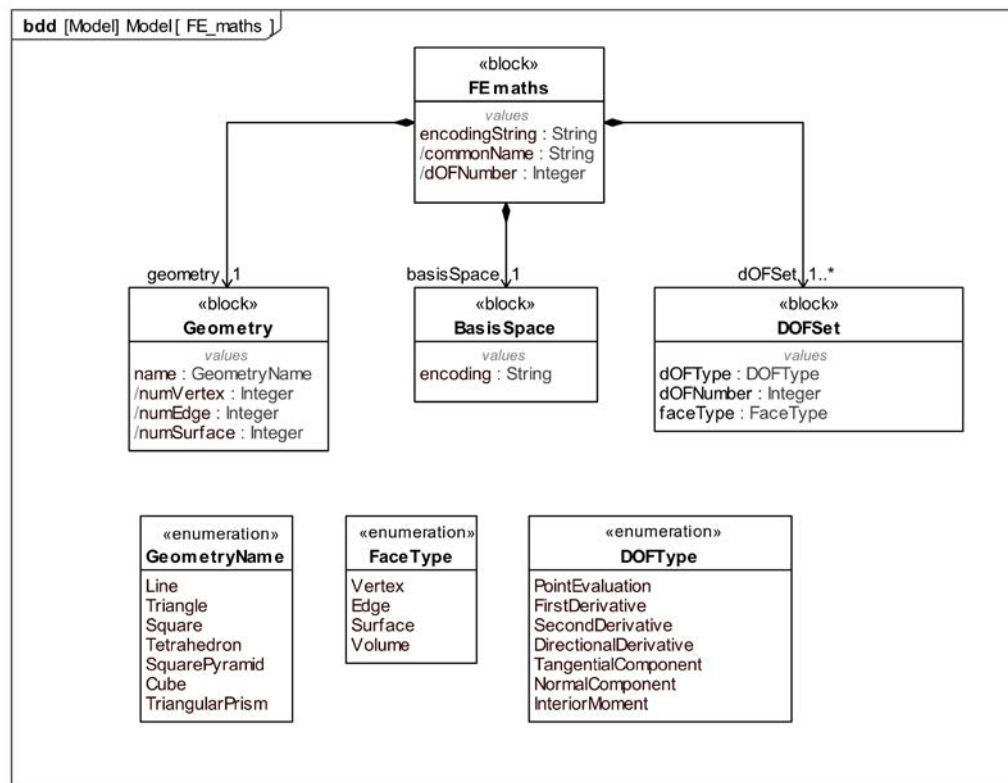 bdd [Model] Model [ FE_maths ]
«block»
FEmaths
values
encodingString : String
/commonName : String
/dOFNumber : Integer
geometry 1
basisSpace 1
dOFSet 1..*
«block»
Geometry
values
name : GeometryName
/numVertex : Integer
/numEdge : Integer
/numSurface : Integer
«block»
BasisSpace
values
encoding : String
«block»
DOFSet
values
dOFType : DOFType
dOFNumber : Integer
faceType : FaceType
«enumeration»
GeometryName
Line
Triangle
Square
Tetrahedron
SquarePyramid
Cube
TriangularPrism
«enumeration»
FaceType
Vertex
Edge
Surface
Volume
«enumeration»
DOFType
PointEvaluation
FirstDerivative
SecondDerivative
DirectionalDerivative
TangentialComponent
NormalComponent
InteriorMoment